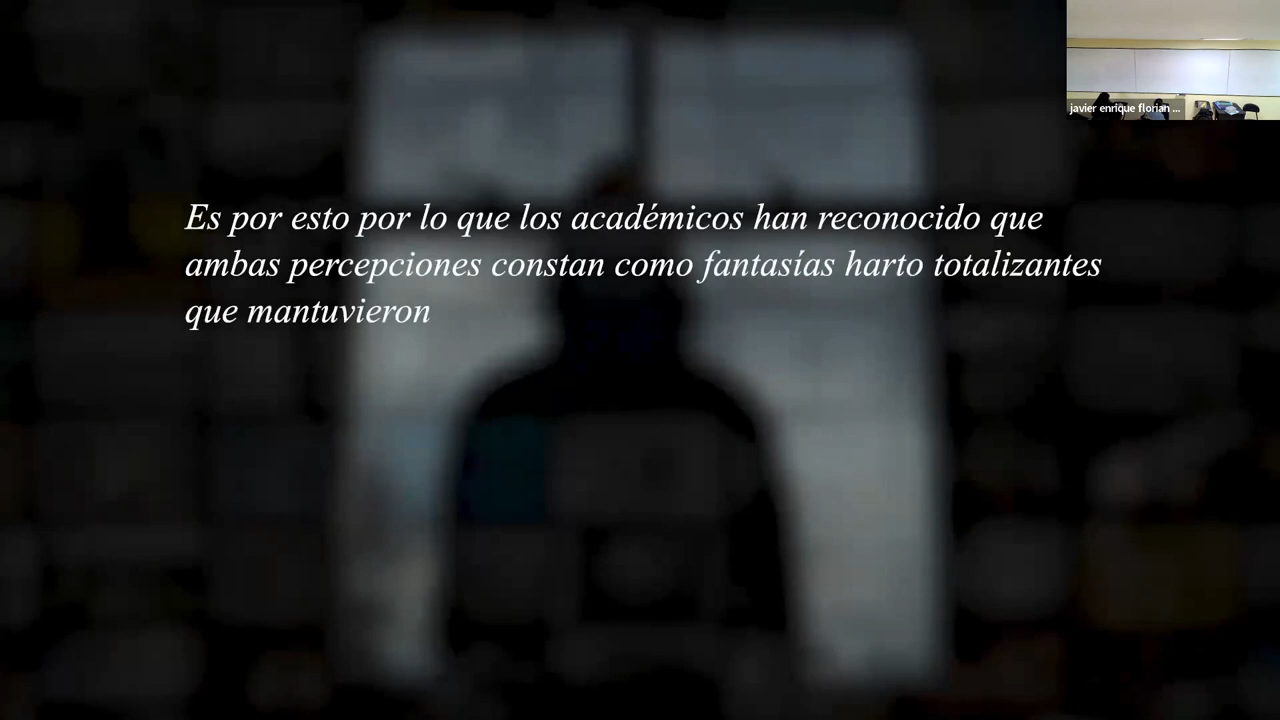 javier enrique florian ...
Es por esto por lo que los académicos han reconocido que
ambas percepciones constan como fantasías harto totalizantes
que mantuvieron